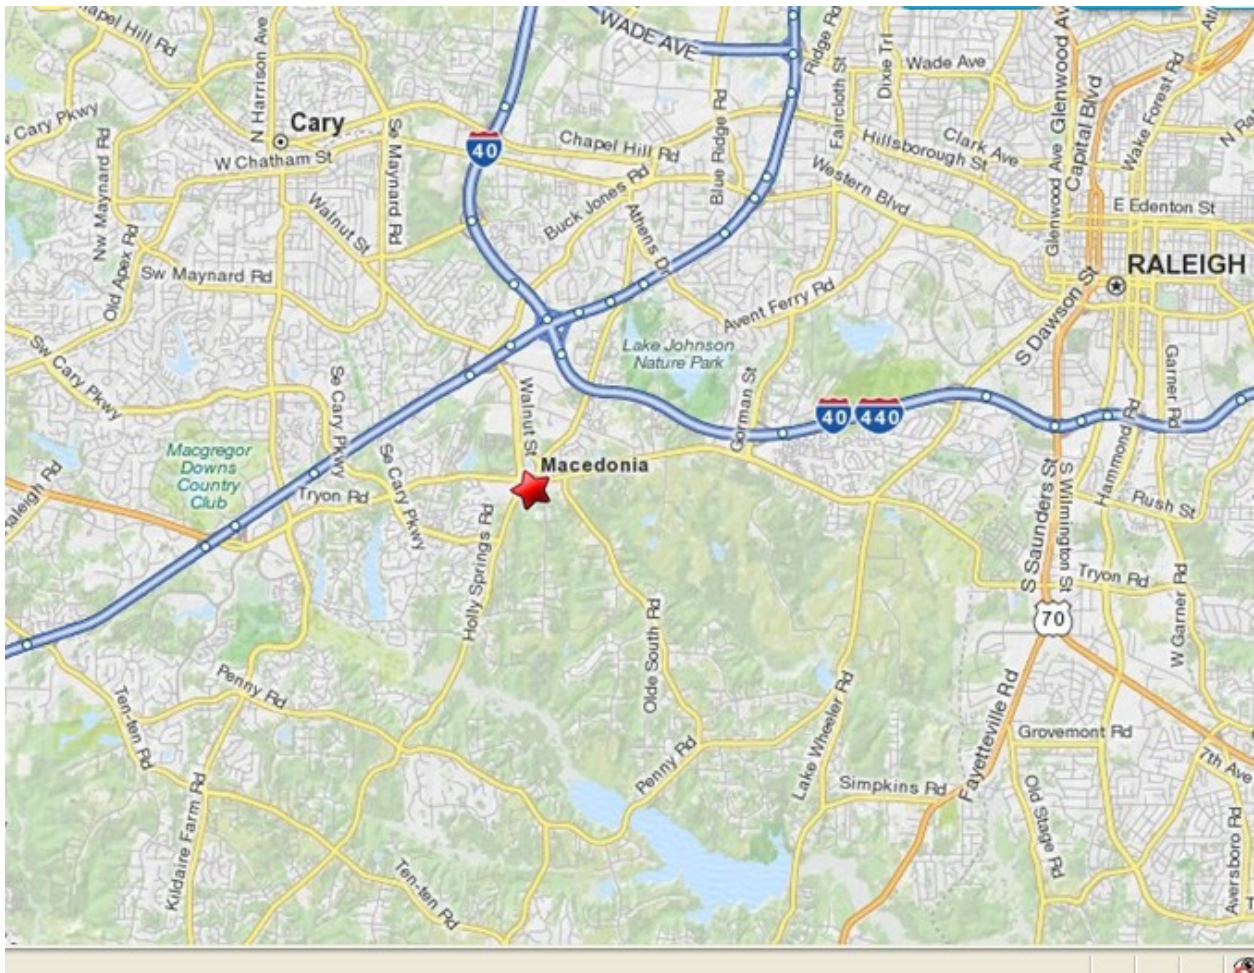 Chapel Hill Rd
N Harrison Ave
WADE AVE
Ridge Rd
Dixie Trl
Wade Ave
Glenwood Av
Capital Blvd
Wake Forest Rd
Cary Pkwy
Nw Maynard Rd
Cary
W Chatham St
Se Maynard Rd
40
Chapel Hill Rd
Blue Ridge Rd
Faircloth St
Hillsborough St
Clark Ave
Glenwood Ave
Western Blvd
E Edenton St
Walnut St
Buck Jones Rd
Athens Dr
Old Apex Rd
Sw Maynard Rd
RALEIGH
Avent Ferry Rd
S Dawson St
Lake Johnson
Nature Park
Sw Cary Pkwy
Se Cary Pkwy
Walnut St
Gorman St
40
440
Garner Rd
Hammond Rd
Macgregor
Downs
Country
Club
Se Cary Pkwy
Macedonia
Tryon Rd
Rush St
Holly Springs Rd
S Saunders St
S Wilmington St
Tryon Rd
70
W Garner Rd
Olde South Rd
Penny Rd
Ten-ten Rd
Lake Wheeler Rd
Fayetteville Rd
Grovemont Rd
7th Ave
Penny Rd
Simpkins Rd
Old Stage Rd
Kildaire Farm Rd
Ten-ten Rd
Aversboro Rd